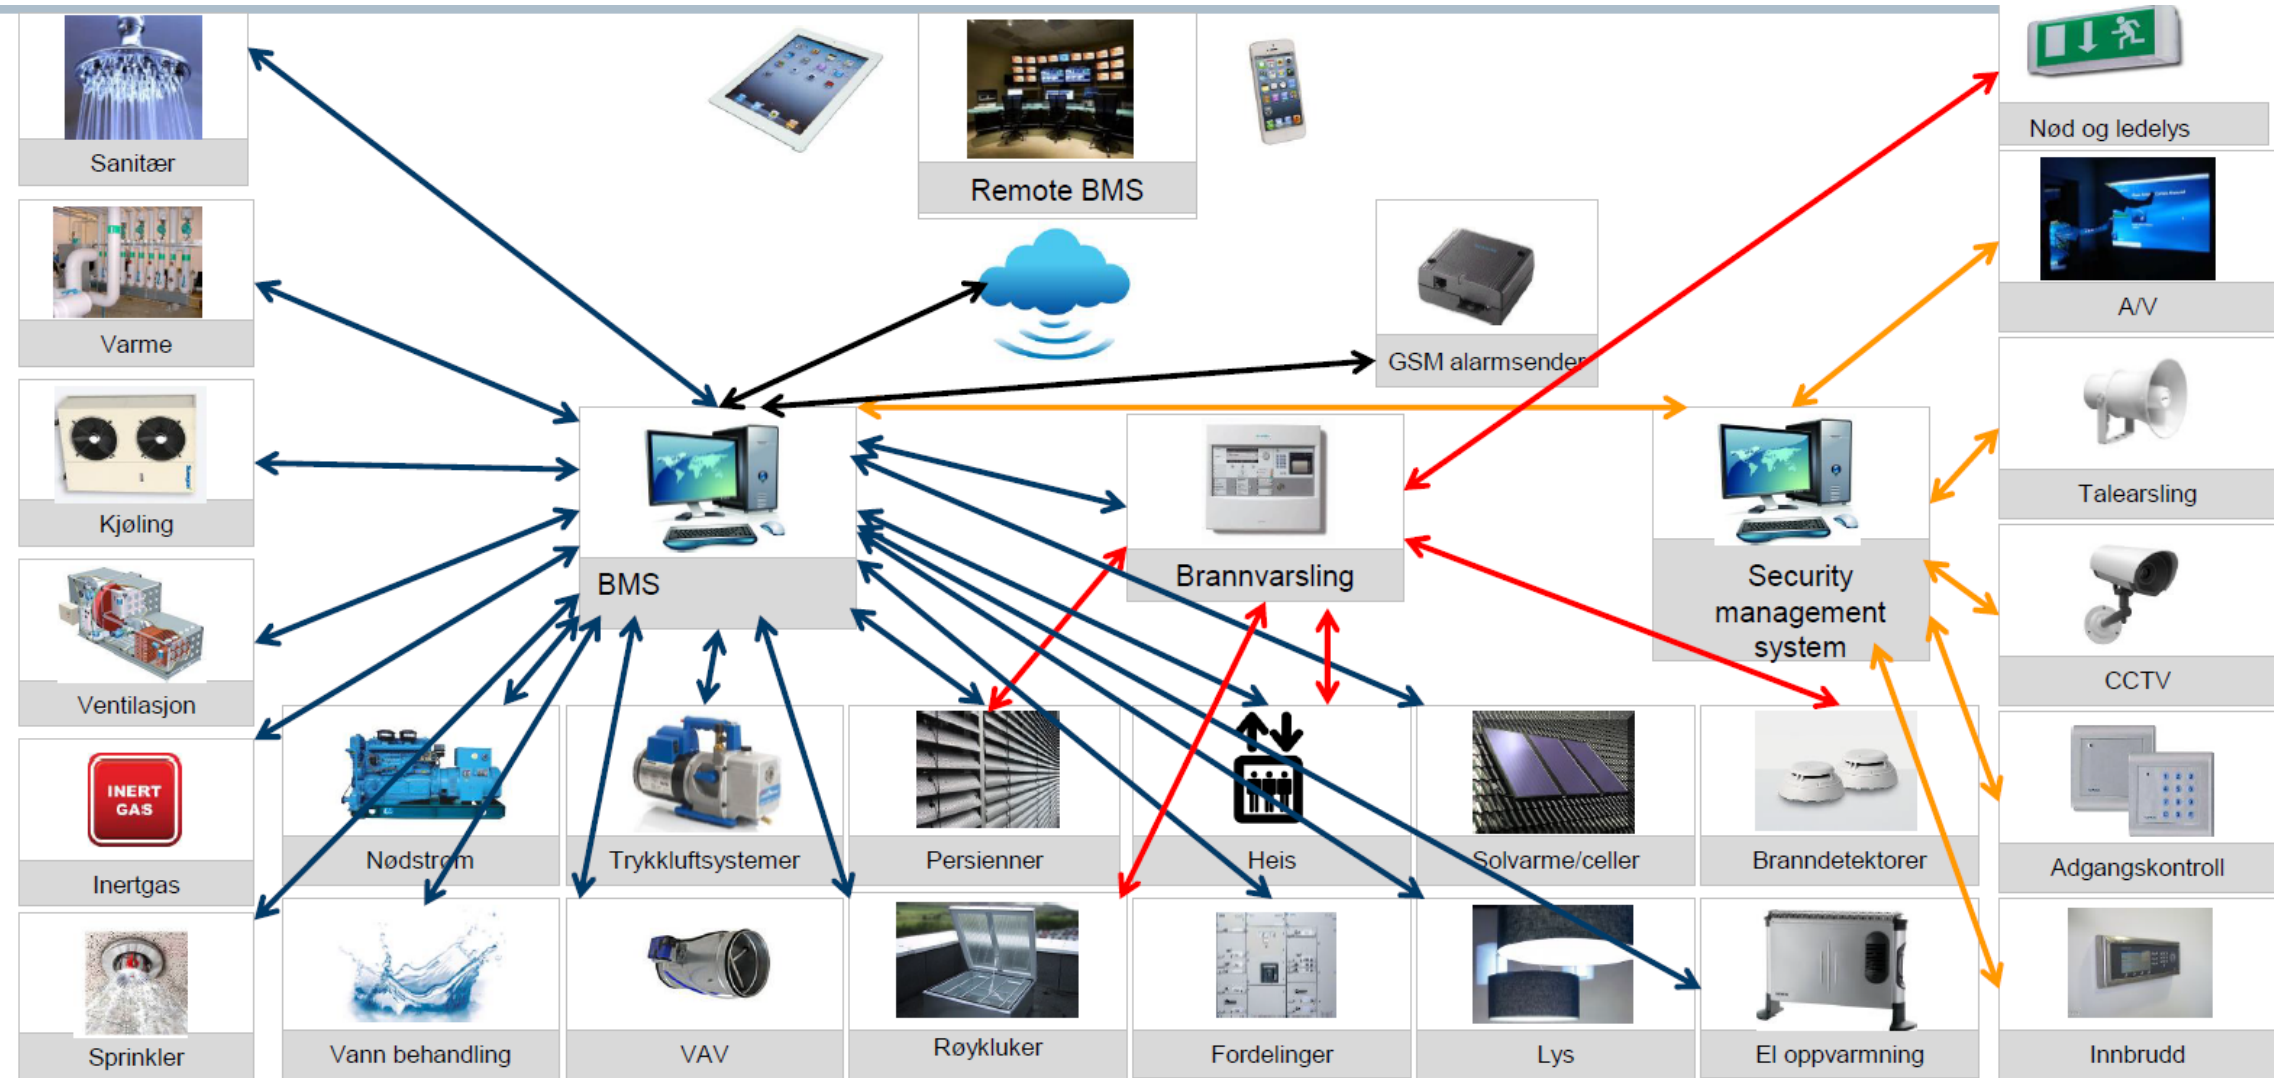 Sanitær
Remote BMS
Nød og ledelys
Varme
GSM alarmsender
A/V
Kjøling
BMS
Brannvarsling
Security
management
system
Talearsling
Ventilasjon
CCTV
INERT
GAS
Inertgas
Nødstrøm
Trykkluftsystemer
Persienner
Heis
Solvarme/celler
Branndetektorer
Adgangskontroll
Sprinkler
Vann behandling
VAV
Røykluker
Fordelinger
Lys
El oppvarmning
Innbrudd